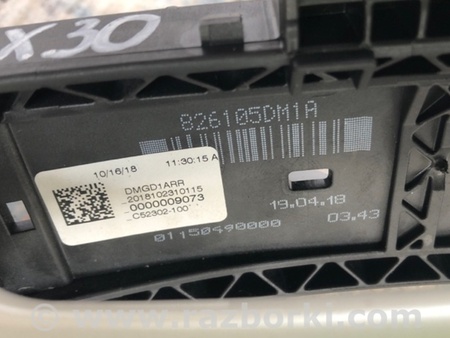 X30
826105DM1A
10/16/18 11:30:15 A
DMGD1ARR
2018102310115
0000009073
C52302-100
19.04.18
03.43
01150490000
www.razborki.com